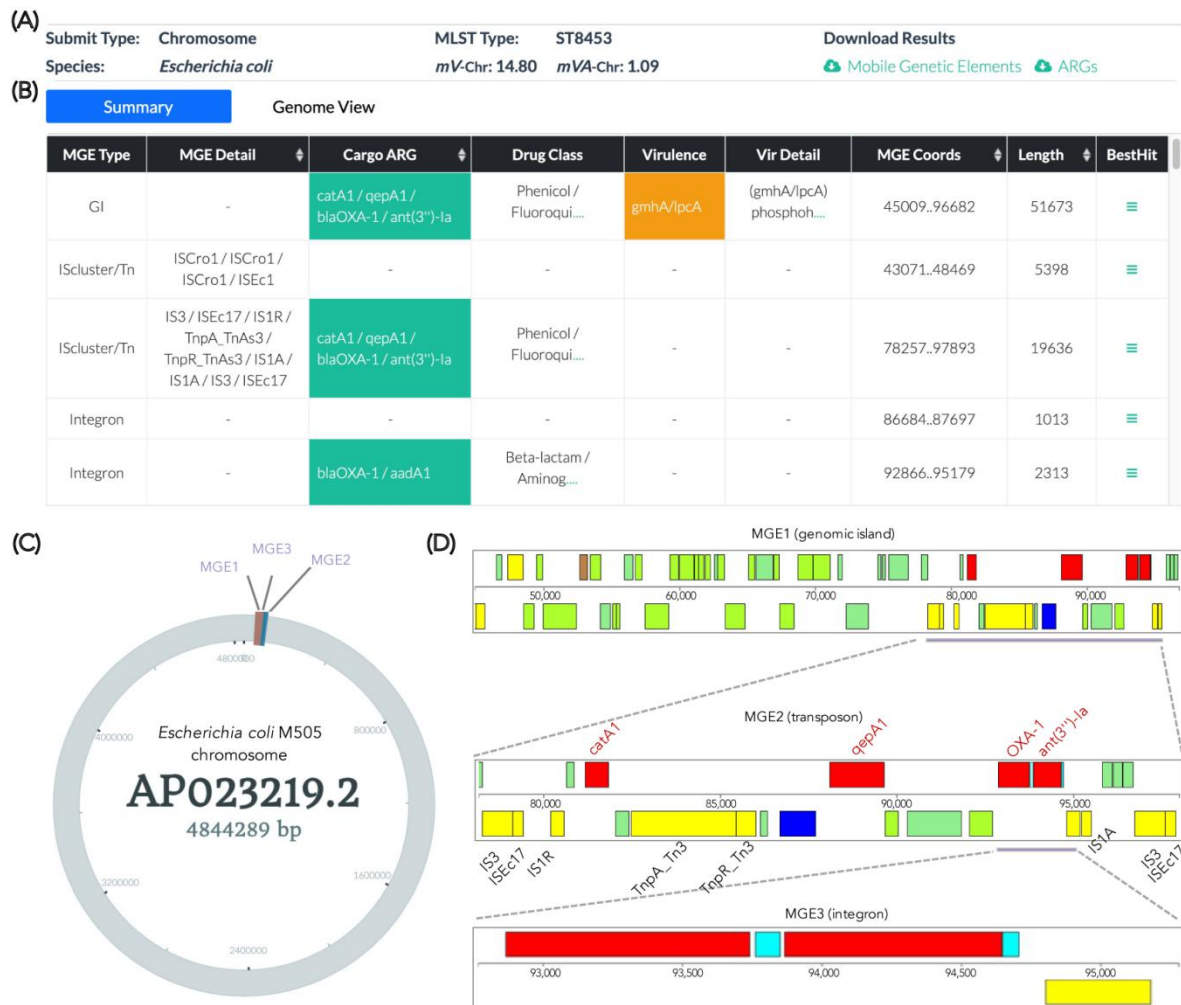 (A)
Submit Type: Chromosome MLST Type: ST8453 Download Results
Species: Escherichia coli mV-Chr: 14.80 mVA-Chr: 1.09 Mobile Genetic Elements ARGs
(B)
Summary Genome View
MGE Type MGE Detail Cargo ARG Drug Class Virulence Vir Detail MGE Coords Length BestHit
GI - catA1 / qepA1 / blaOXA-1 / ant(3'')-Ia Phenicol / Fluoroqui.... gmhA/lpcA (gmhA/lpcA) phosphoh.... 45009..96682 51673
IScluster/Tn ISCro1 / ISCro1 / ISCro1 / ISEc1 - - - - 43071..48469 5398
IScluster/Tn IS3 / ISEc17 / IS1R / TnpA_TnAs3 / TnpR_TnAs3 / IS1A / IS1A / IS3 / ISEc17 catA1 / qepA1 / blaOXA-1 / ant(3'')-Ia Phenicol / Fluoroqui.... - - 78257..97893 19636
Integron - - - - - 86684..87697 1013
Integron - blaOXA-1 / aadA1 Beta-lactam / Aminog.... - - 92866..95179 2313
(C)
MGE1 MGE3 MGE2
4800000
800000
1600000
2400000
3200000
4000000
Escherichia coli M505
chromosome
AP023219.2
4844289 bp
(D)
MGE1 (genomic island)
50,000 60,000 70,000 80,000 90,000
MGE2 (transposon)
catA1 qepA1 OXA-1 ant(3'')-Ia
80,000 85,000 90,000 95,000
IS3 ISEc17 IS1R TnpA_Tn3 TnpR_Tn3 IS1A IS3 ISEc17
MGE3 (integron)
93,000 93,500 94,000 94,500 95,000